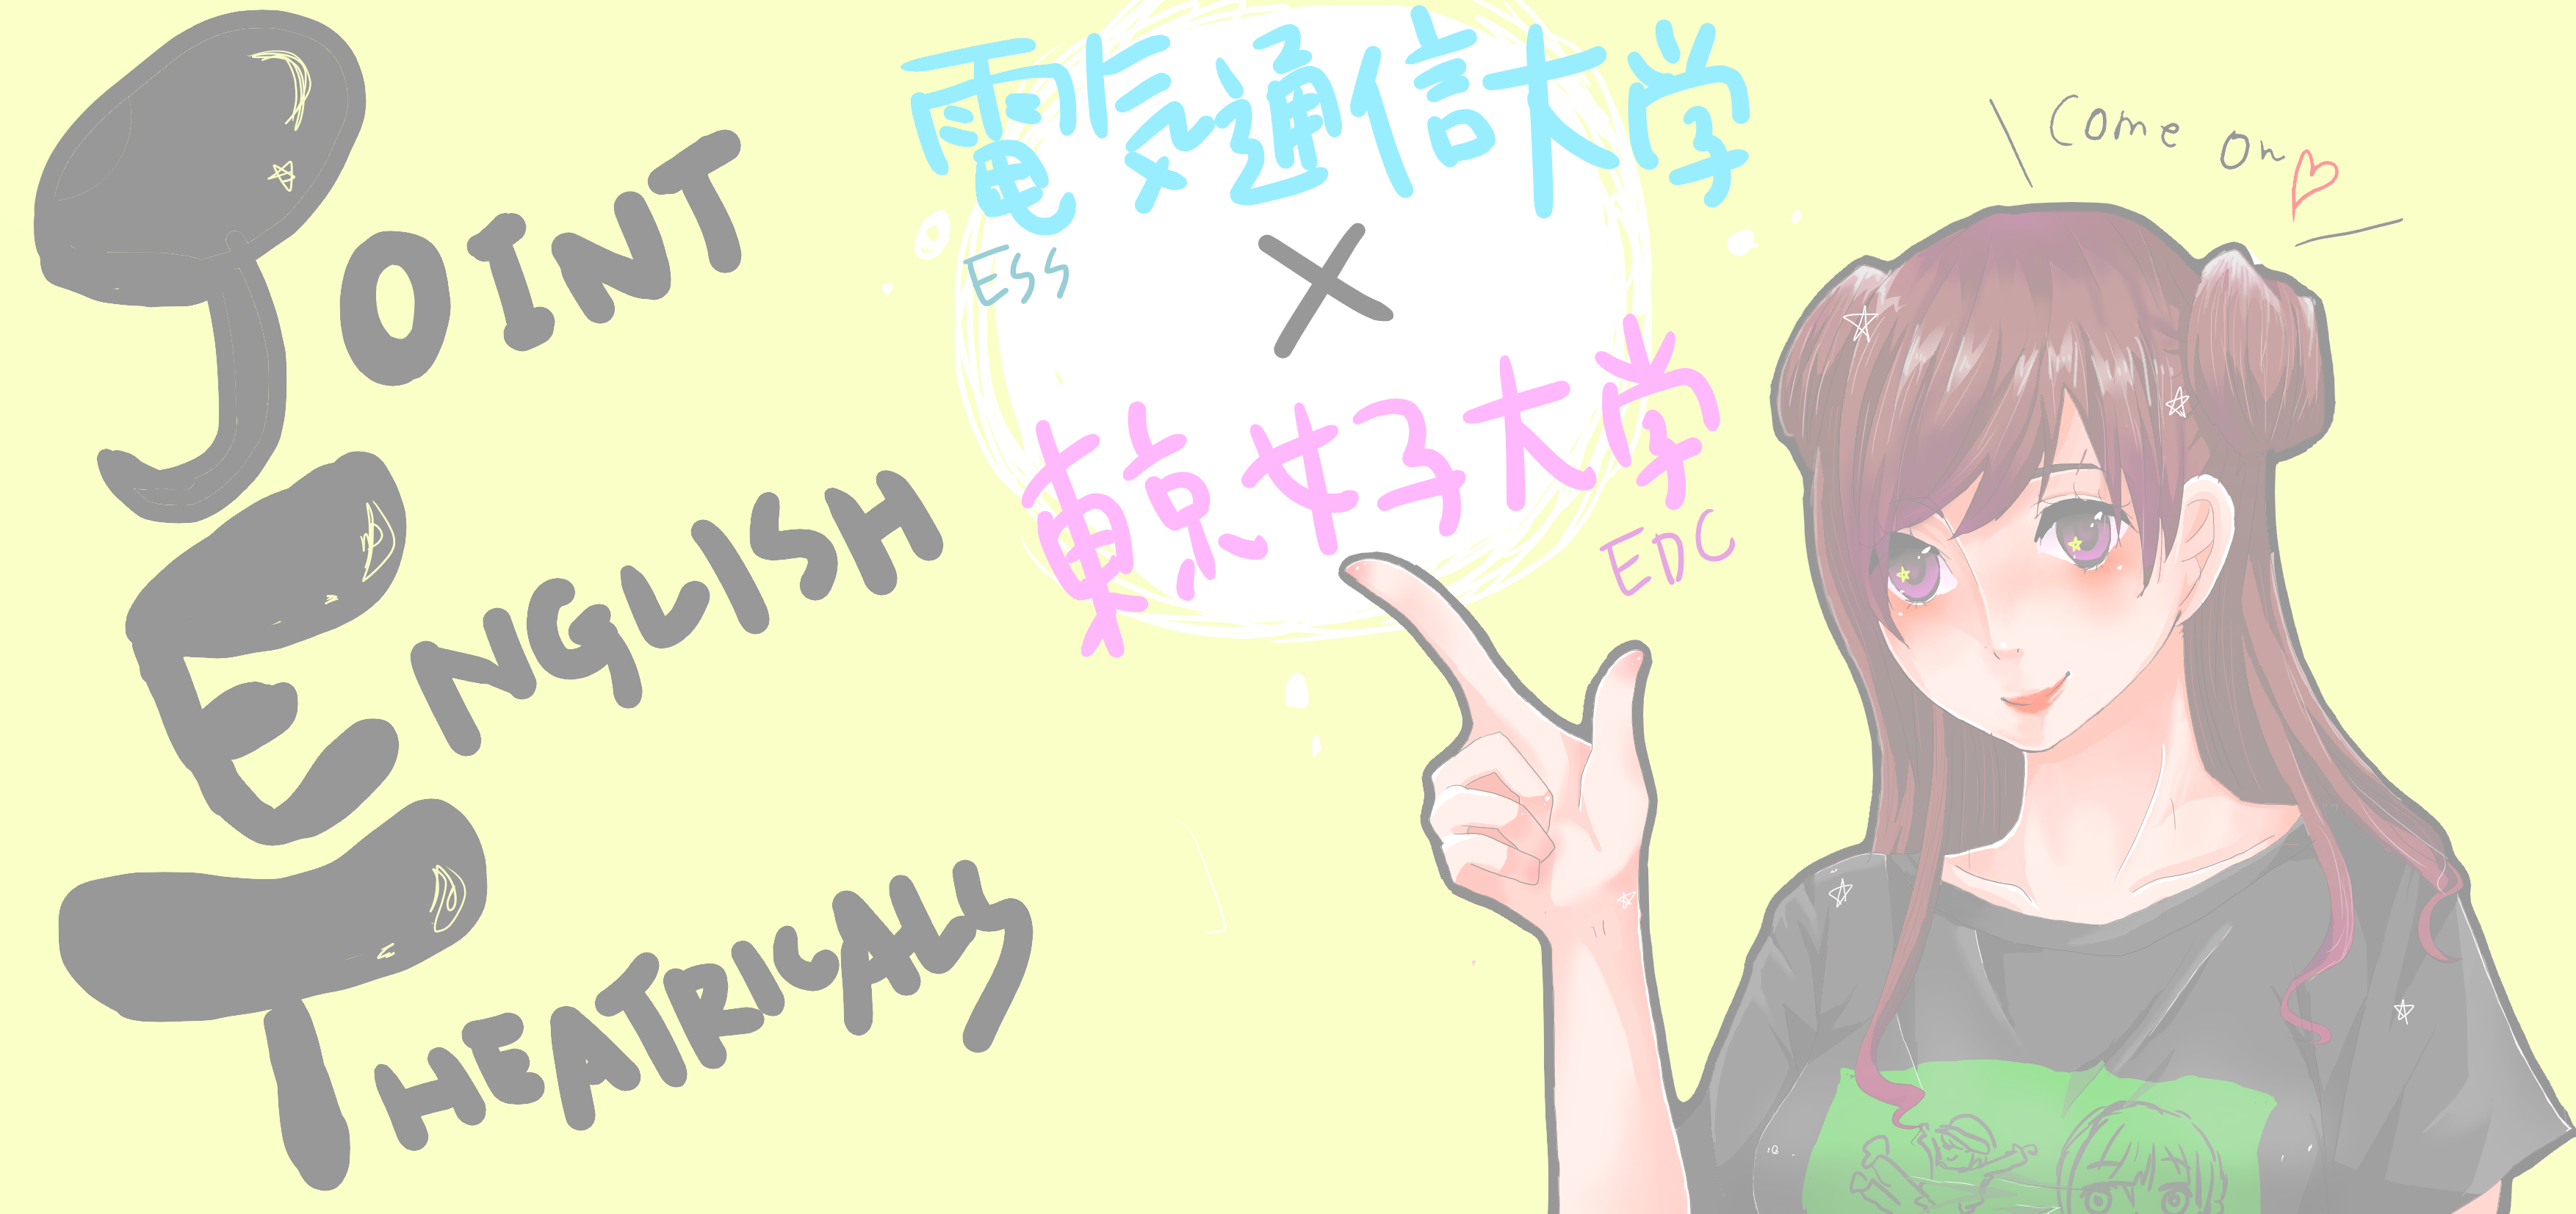 JOINT
ENGLISH
THEATRICALS
電気通信大学
ESS
×
東京女子大学
EDC
Come on♡